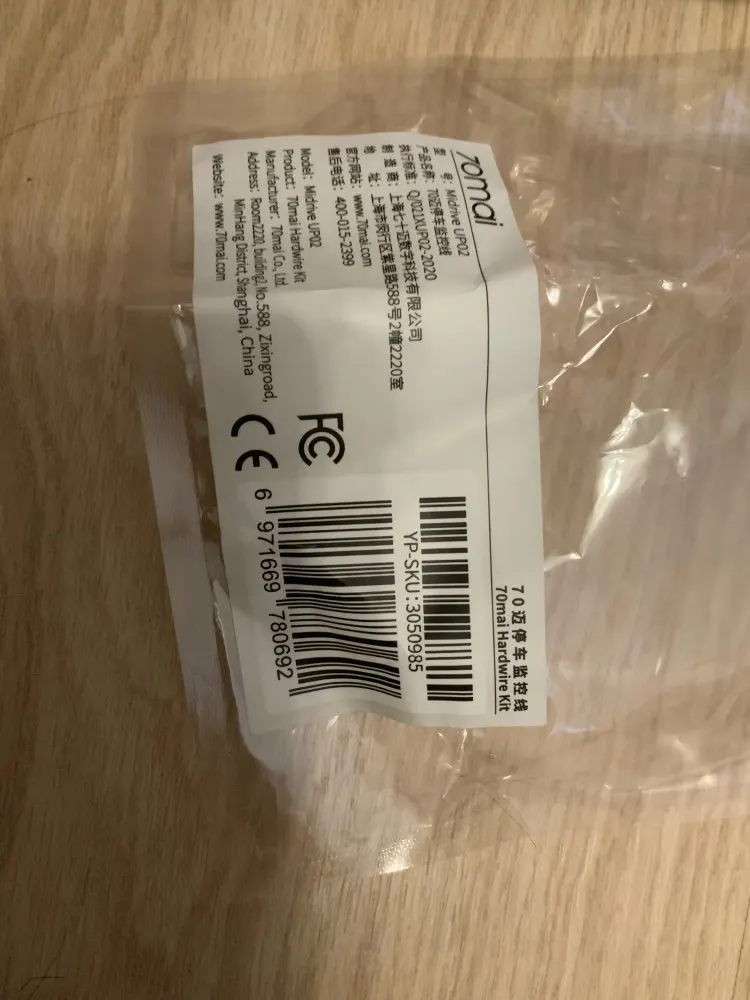 70mai
70迈停车监控线
70mai Hardwire Kit
型 号: Midrive UP02
产品名称: 70迈停车监控线
执行标准: Q/021XUP02-2020
制 造 商: 上海七十迈数字科技有限公司
地 址: 上海市闵行区紫星路588号2幢2220室
官方网站: www.70mai.com
售后电话: 400-015-2399
Model: Midrive UP02
Product: 70mai Hardwire Kit
Manufacturer: 70mai Co., Ltd.
Address: Room2220, building2, No.588, Zixingroad,
MinHang District, Shanghai, China
Website: www.70mai.com
FC
CE
YP-SKU:3050985
6 971669 780692